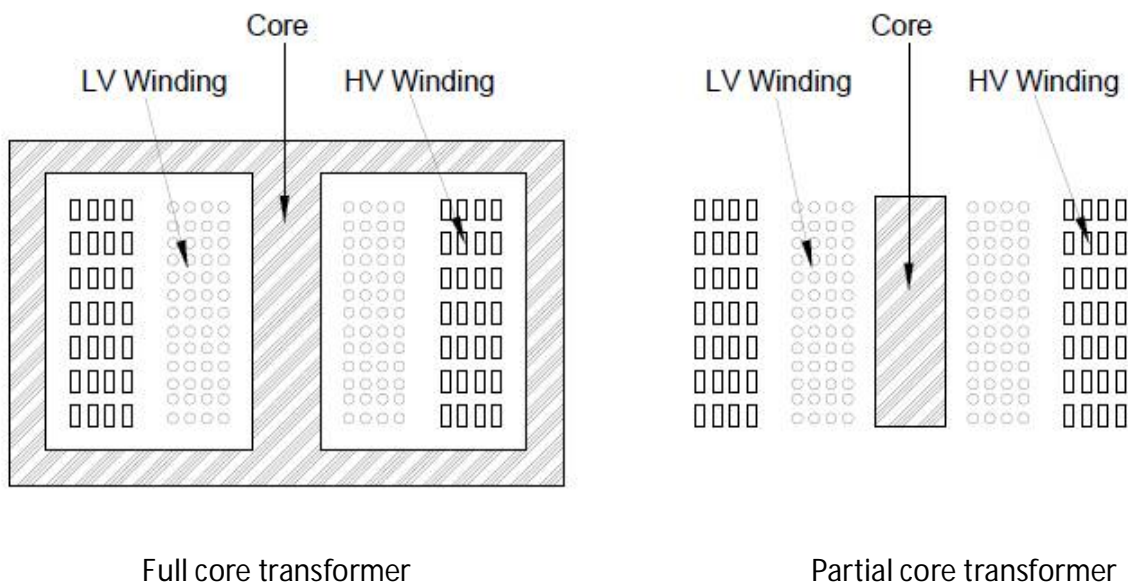 Core
Core
LV Winding
HV Winding
LV Winding
HV Winding
Full core transformer
Partial core transformer